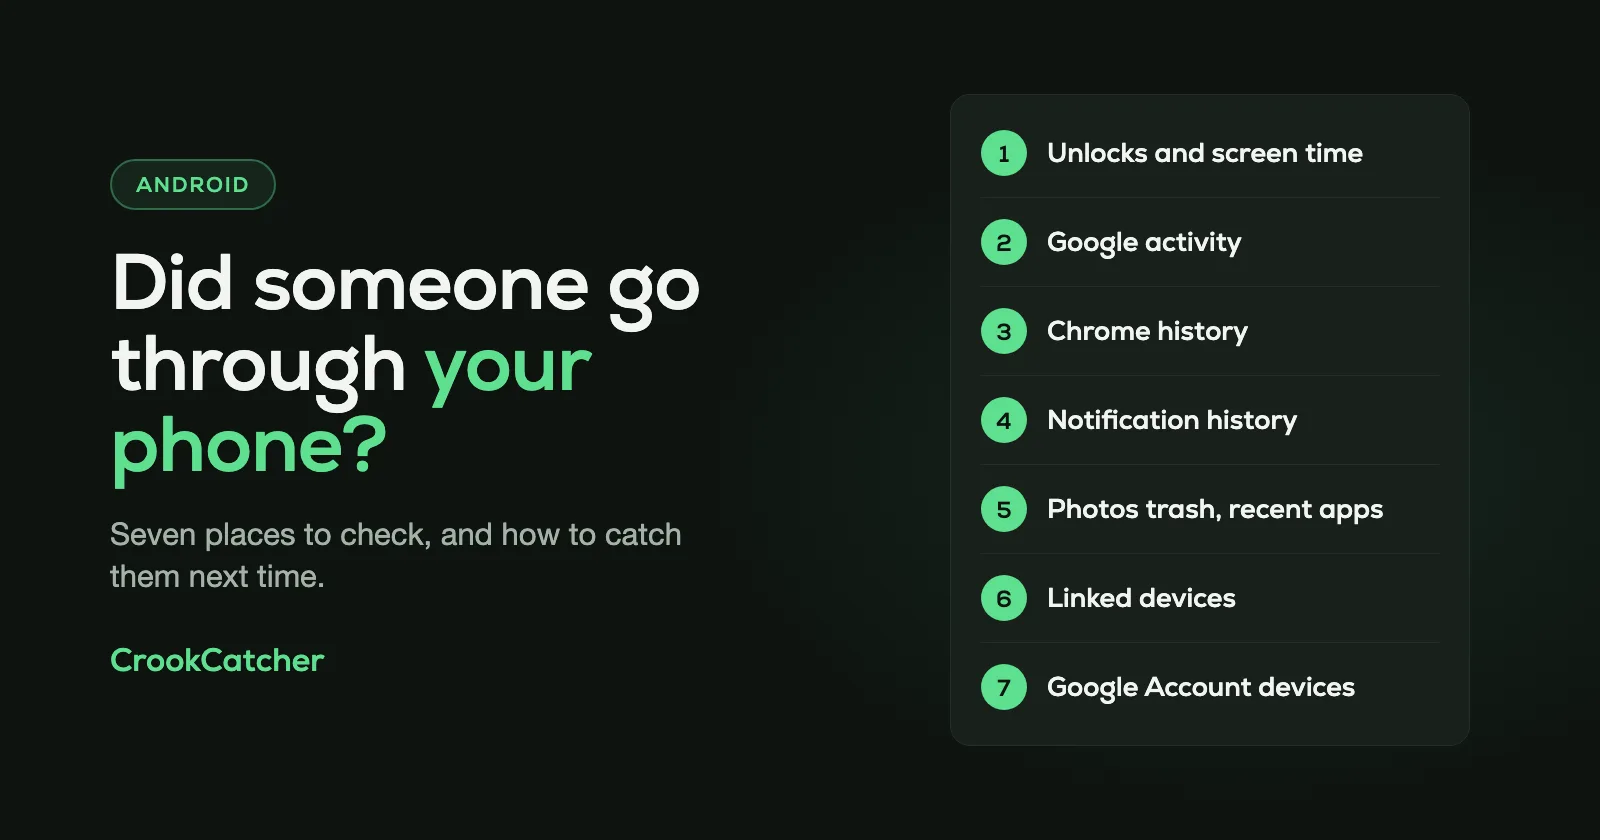 ANDROID
Did someone go
through your
phone?
Seven places to check, and how to catch
them next time.
CrookCatcher
1 Unlocks and screen time
2 Google activity
3 Chrome history
4 Notification history
5 Photos trash, recent apps
6 Linked devices
7 Google Account devices